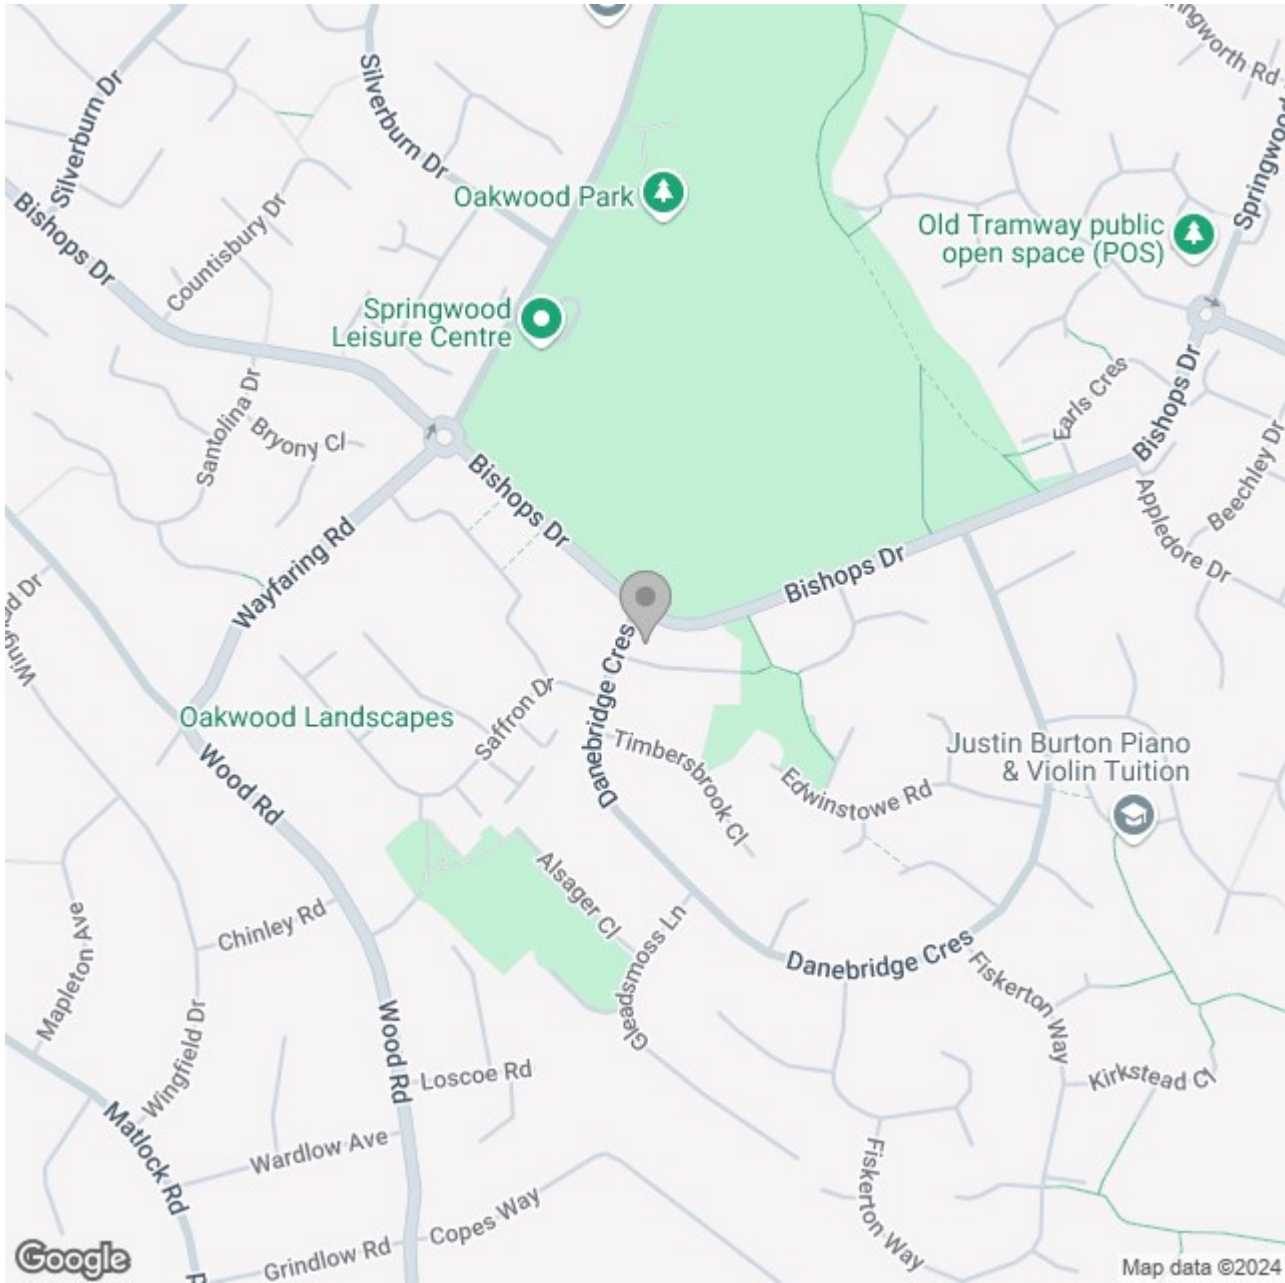 Silverburn Dr
Silverburn Dr
Springwood
Bishops Dr
Countisbury Dr
Oakwood Park
Old Tramway public
open space (POS)
Springwood
Leisure Centre
Santolina Dr
Bryony Cl
Earls Cres
Bishops Dr
Bishops Dr
Appledore Dr
Beechley Dr
Wayfaring Rd
Bishops Dr
Danebridge Cres
Oakwood Landscapes
Saffron Dr
Timbersbrook Cl
Edwinstowe Rd
Justin Burton Piano
& Violin Tuition
Wood Rd
Alsager Cl
Chinley Rd
Mapleton Ave
Wingfield Dr
Gleadsmoss Ln
Danebridge Cres
Fiskerton Way
Wood Rd
Loscoe Rd
Kirkstead Cl
Matlock Rd
Wardlow Ave
Copes Way
Fiskerton Way
Grindlow Rd
Google
Map data ©2024